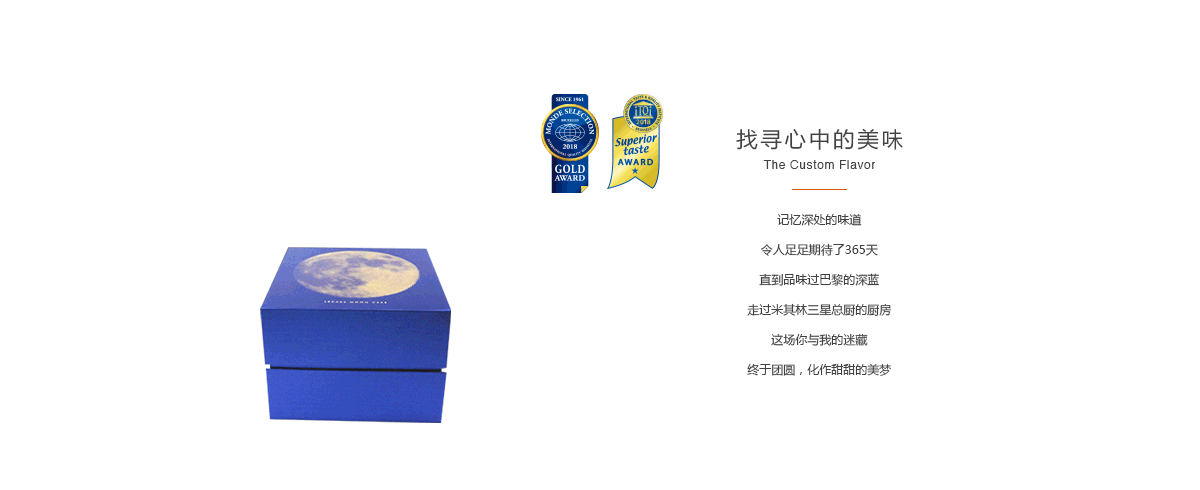 SINCE 1961
MONDE SELECTION
BRUXELLES
INTERNATIONAL QUALITY
2018
GOLD
AWARD
2018
Superior
taste
AWARD
找寻心中的美味
The Custom Flavor
记忆深处的味道
令人足足期待了365天
直到品味过巴黎的深蓝
走过米其林三星总厨的厨房
这场你与我的迷藏
终于团圆，化作甜甜的美梦